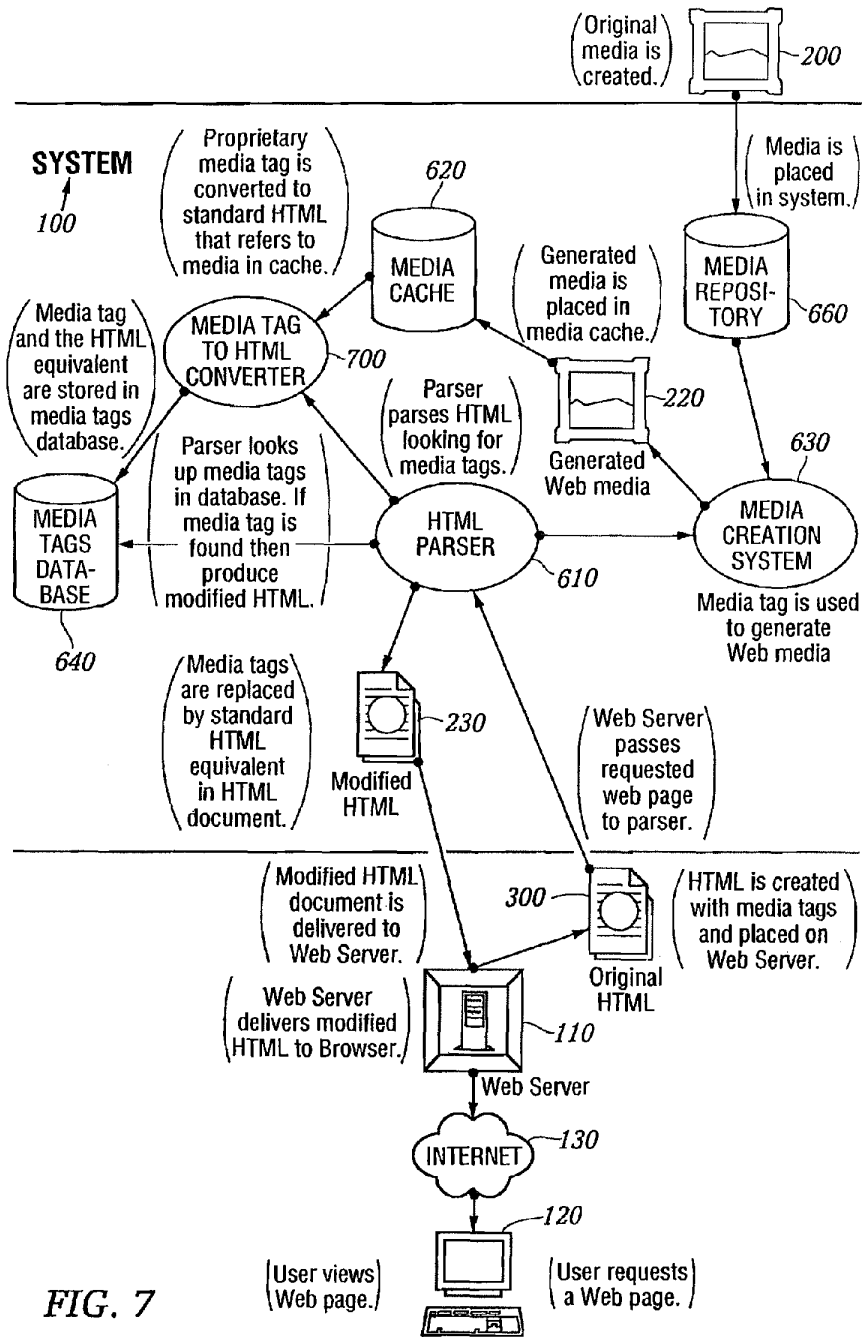 (Original
media is
created.)
200
SYSTEM
100
(Proprietary
media tag is
converted to
standard HTML
that refers to
media in cache.)
620
MEDIA
CACHE
(Media is
placed
in system.)
(Generated
media is
placed in
media cache.)
MEDIA
REPOSI-
TORY
660
(Media tag
and the HTML
equivalent
are stored in
media tags
database.)
MEDIA TAG
TO HTML
CONVERTER
700
(Parser
parses HTML
looking for
media tags.)
220
Generated
Web media
630
MEDIA
CREATION
SYSTEM
Media tag is used
to generate
Web media
(Parser looks
up media tags
in database. If
media tag is
found then
produce
modified HTML.)
MEDIA
TAGS
DATA-
BASE
640
HTML
PARSER
610
(Media tags
are replaced
by standard
HTML
equivalent
in HTML
document.)
230
Modified
HTML
(Web Server
passes
requested
web page
to parser.)
(Modified HTML
document is
delivered to
Web Server.)
300
Original
HTML
(HTML is created
with media tags
and placed on
Web Server.)
(Web Server
delivers modified
HTML to Browser.)
110
Web Server
INTERNET
130
120
(User views
Web page.)
(User requests
a Web page.)
FIG. 7